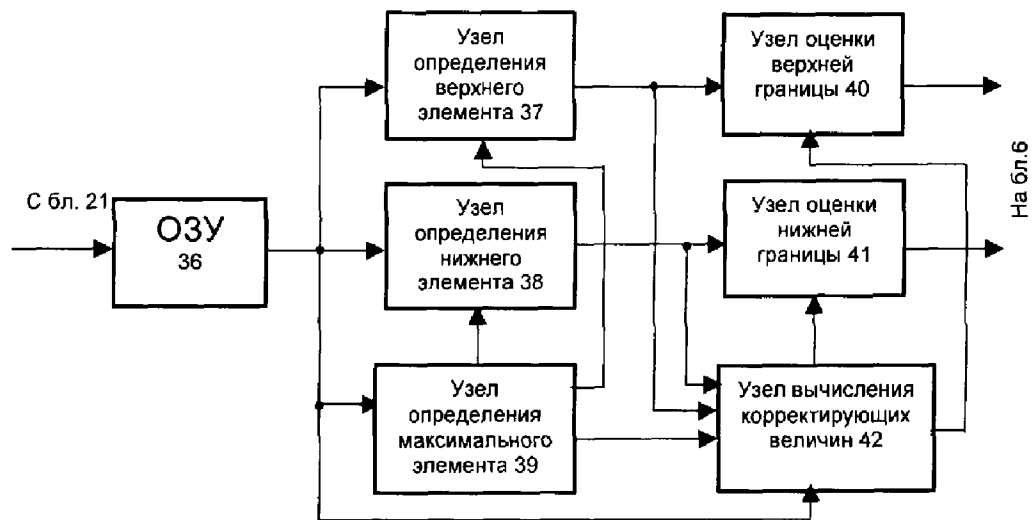 Узел
определения
верхнего
элемента 37
Узел оценки
верхней
границы 40
С бл. 21
ОЗУ
36
Узел
определения
нижнего
элемента 38
Узел оценки
нижней
границы 41
На бл.6
Узел
определения
максимального
элемента 39
Узел вычисления
корректирующих
величин 42